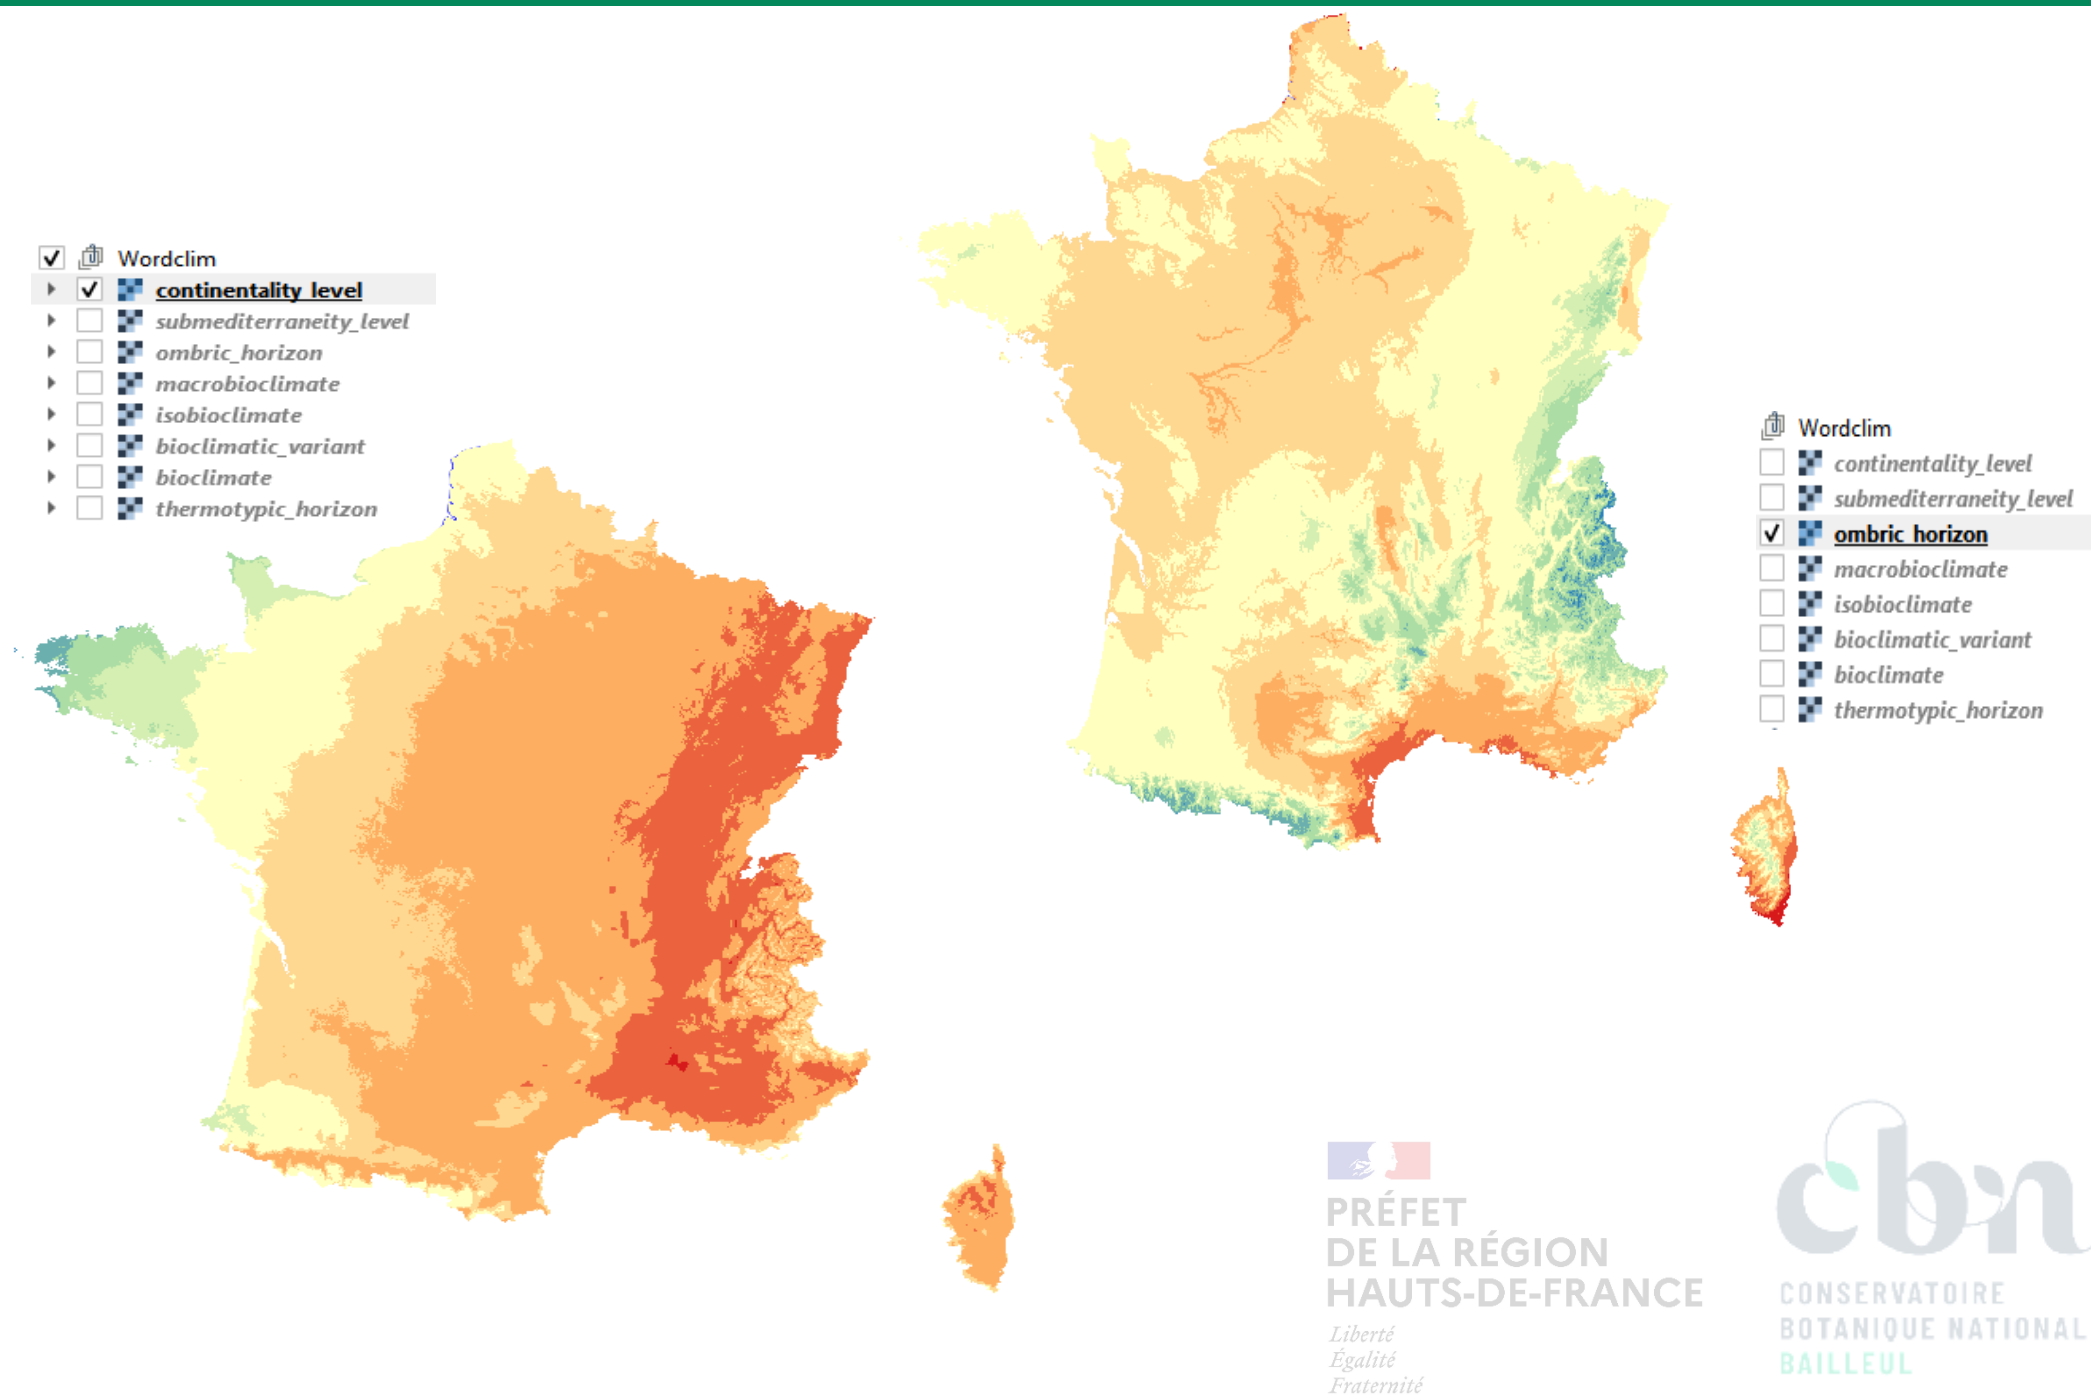 Wordclim
continentality_level
submediterraneity_level
ombric_horizon
macrobioclimate
isobioclimate
bioclimatic_variant
bioclimate
thermotypic_horizon
Wordclim
continentality_level
submediterraneity_level
ombric_horizon
macrobioclimate
isobioclimate
bioclimatic_variant
bioclimate
thermotypic_horizon
PRÉFET
DE LA RÉGION
HAUTS-DE-FRANCE
Liberté
Égalité
Fraternité
cbn
CONSERVATOIRE
BOTANIQUE NATIONAL
BAILLEUL